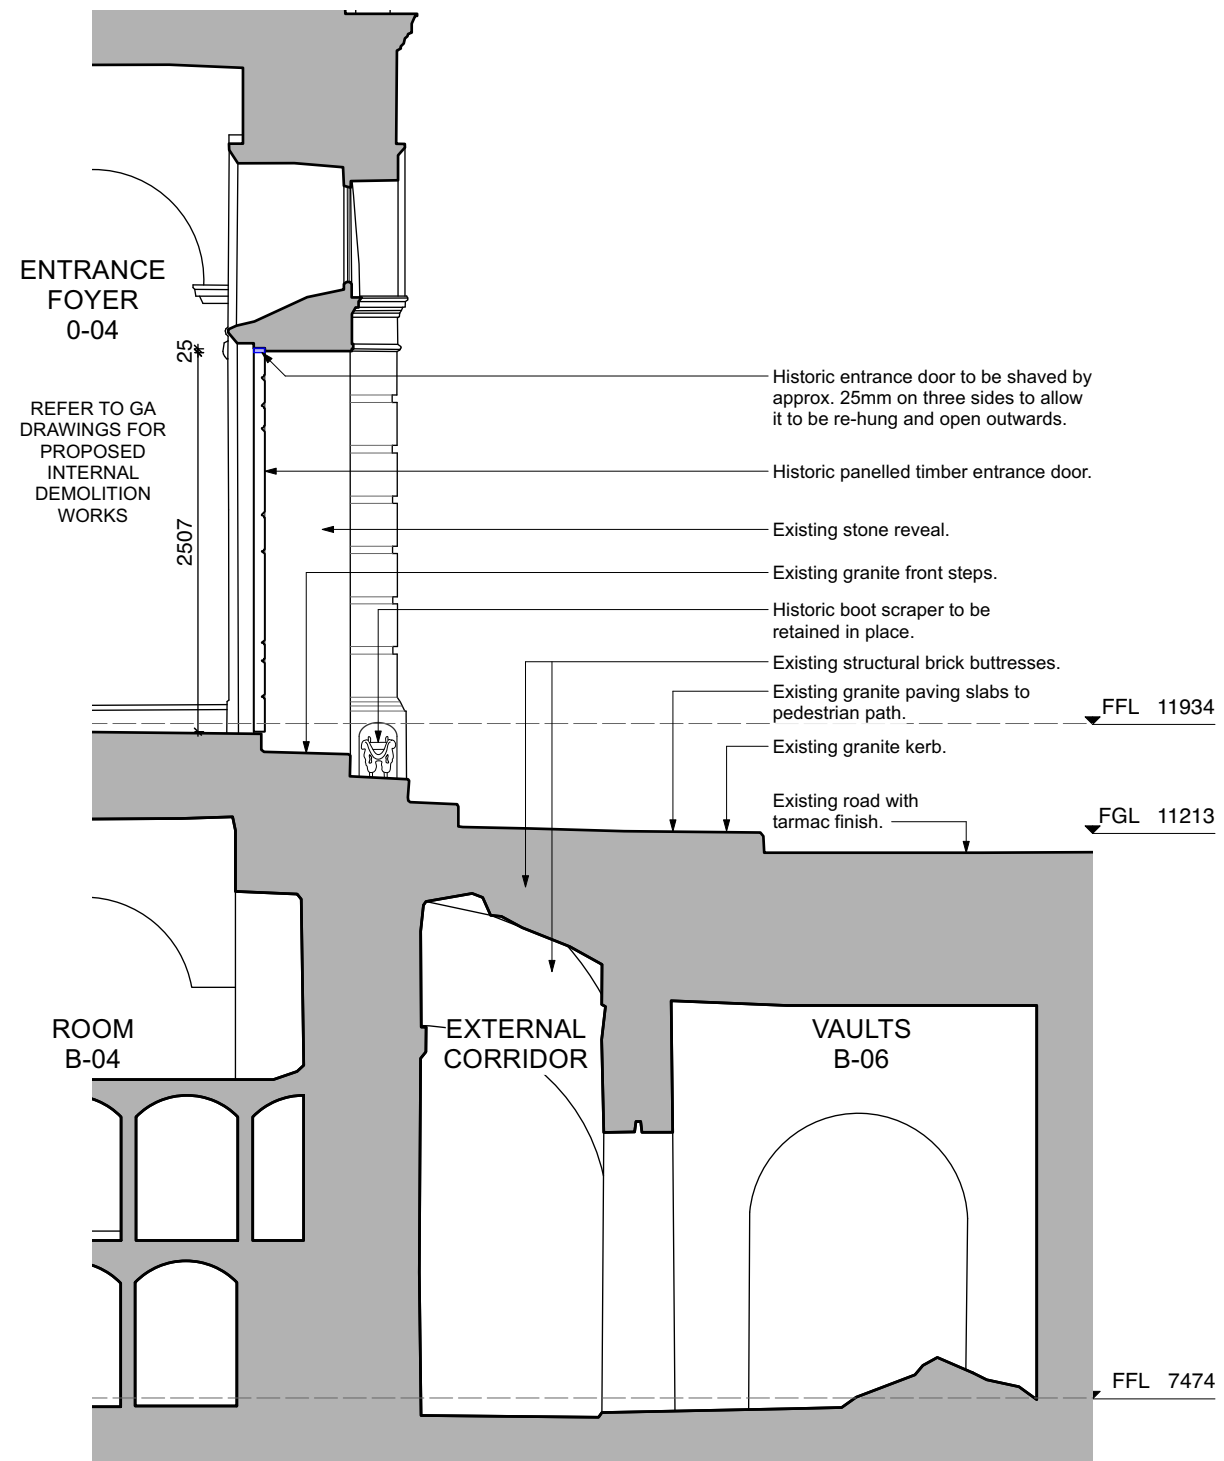 ENTRANCE
FOYER
0-04
25
REFER TO GA
DRAWINGS FOR
PROPOSED
INTERNAL
DEMOLITION
WORKS
2507
Historic entrance door to be shaved by
approx. 25mm on three sides to allow
it to be re-hung and open outwards.
Historic panelled timber entrance door.
Existing stone reveal.
Existing granite front steps.
Historic boot scraper to be
retained in place.
Existing structural brick buttresses.
Existing granite paving slabs to
pedestrian path.
FFL 11934
Existing granite kerb.
Existing road with
tarmac finish.
FGL 11213
ROOM
B-04
EXTERNAL
CORRIDOR
VAULTS
B-06
FFL 7474